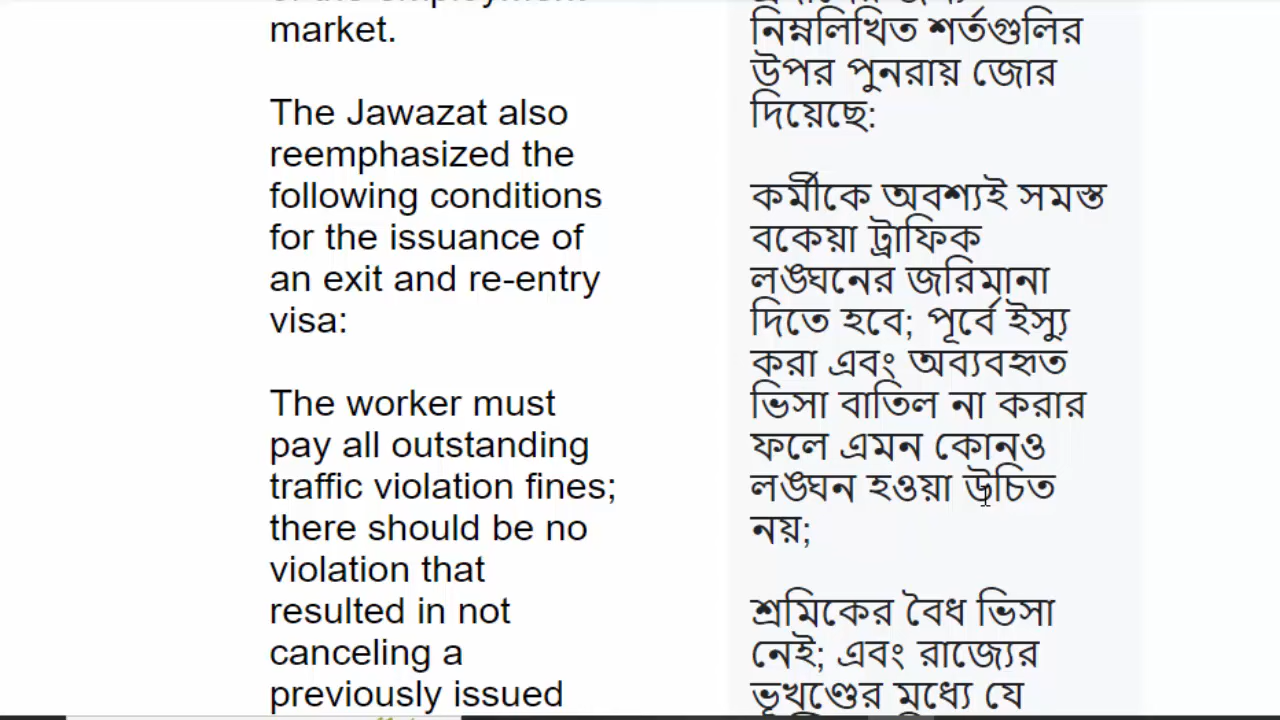 market.
The Jawazat also
reemphasized the
following conditions
for the issuance of
an exit and re-entry
visa:
The worker must
pay all outstanding
traffic violation fines;
there should be no
violation that
resulted in not
canceling a
previously issued
নিম্নলিখিত শর্তগুলির
উপর পুনরায় জোর
দিয়েছে:
কর্মীকে অবশ্যই সমস্ত
বকেয়া ট্রাফিক
লঙ্ঘনের জরিমানা
দিতে হবে; পূর্বে ইস্যু
করা এবং অব্যবহৃত
ভিসা বাতিল না করার
ফলে এমন কোনও
লঙ্ঘন হওয়া উচিত
নয়;
শ্রমিকের বৈধ ভিসা
নেই; এবং রাজ্যের
ভূখণ্ডের মধ্যে যে